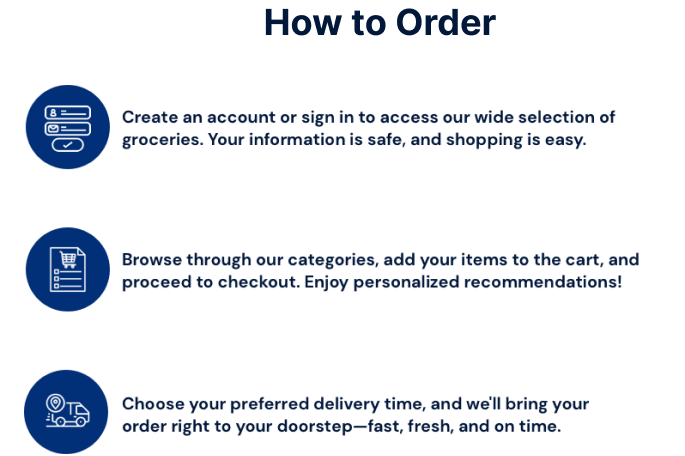 How to Order
Create an account or sign in to access our wide selection of
groceries. Your information is safe, and shopping is easy.
Browse through our categories, add your items to the cart, and
proceed to checkout. Enjoy personalized recommendations!
Choose your preferred delivery time, and we'll bring your
order right to your doorstep—fast, fresh, and on time.